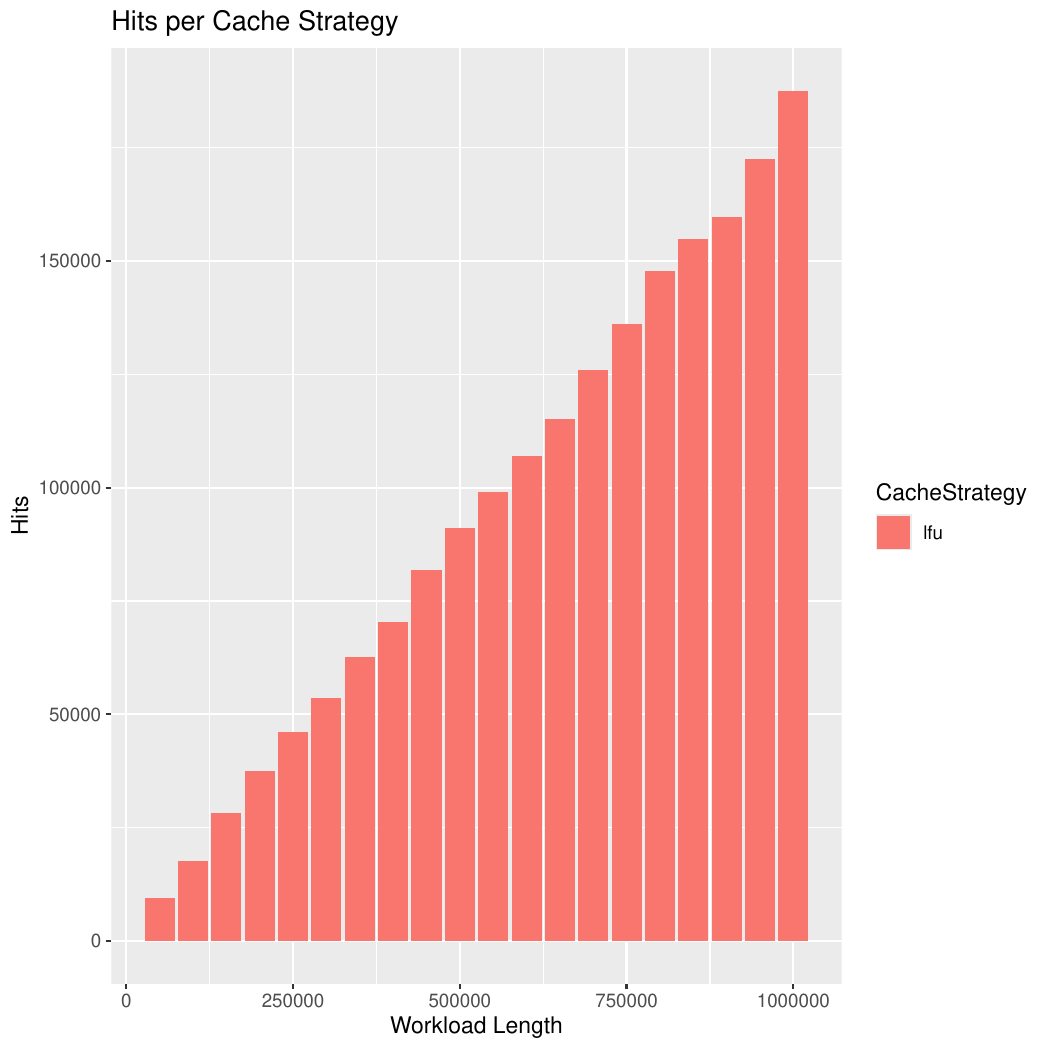 Hits per Cache Strategy
Hits
150000
100000
50000
0
0 250000 500000 750000 1000000
Workload Length
CacheStrategy
lfu